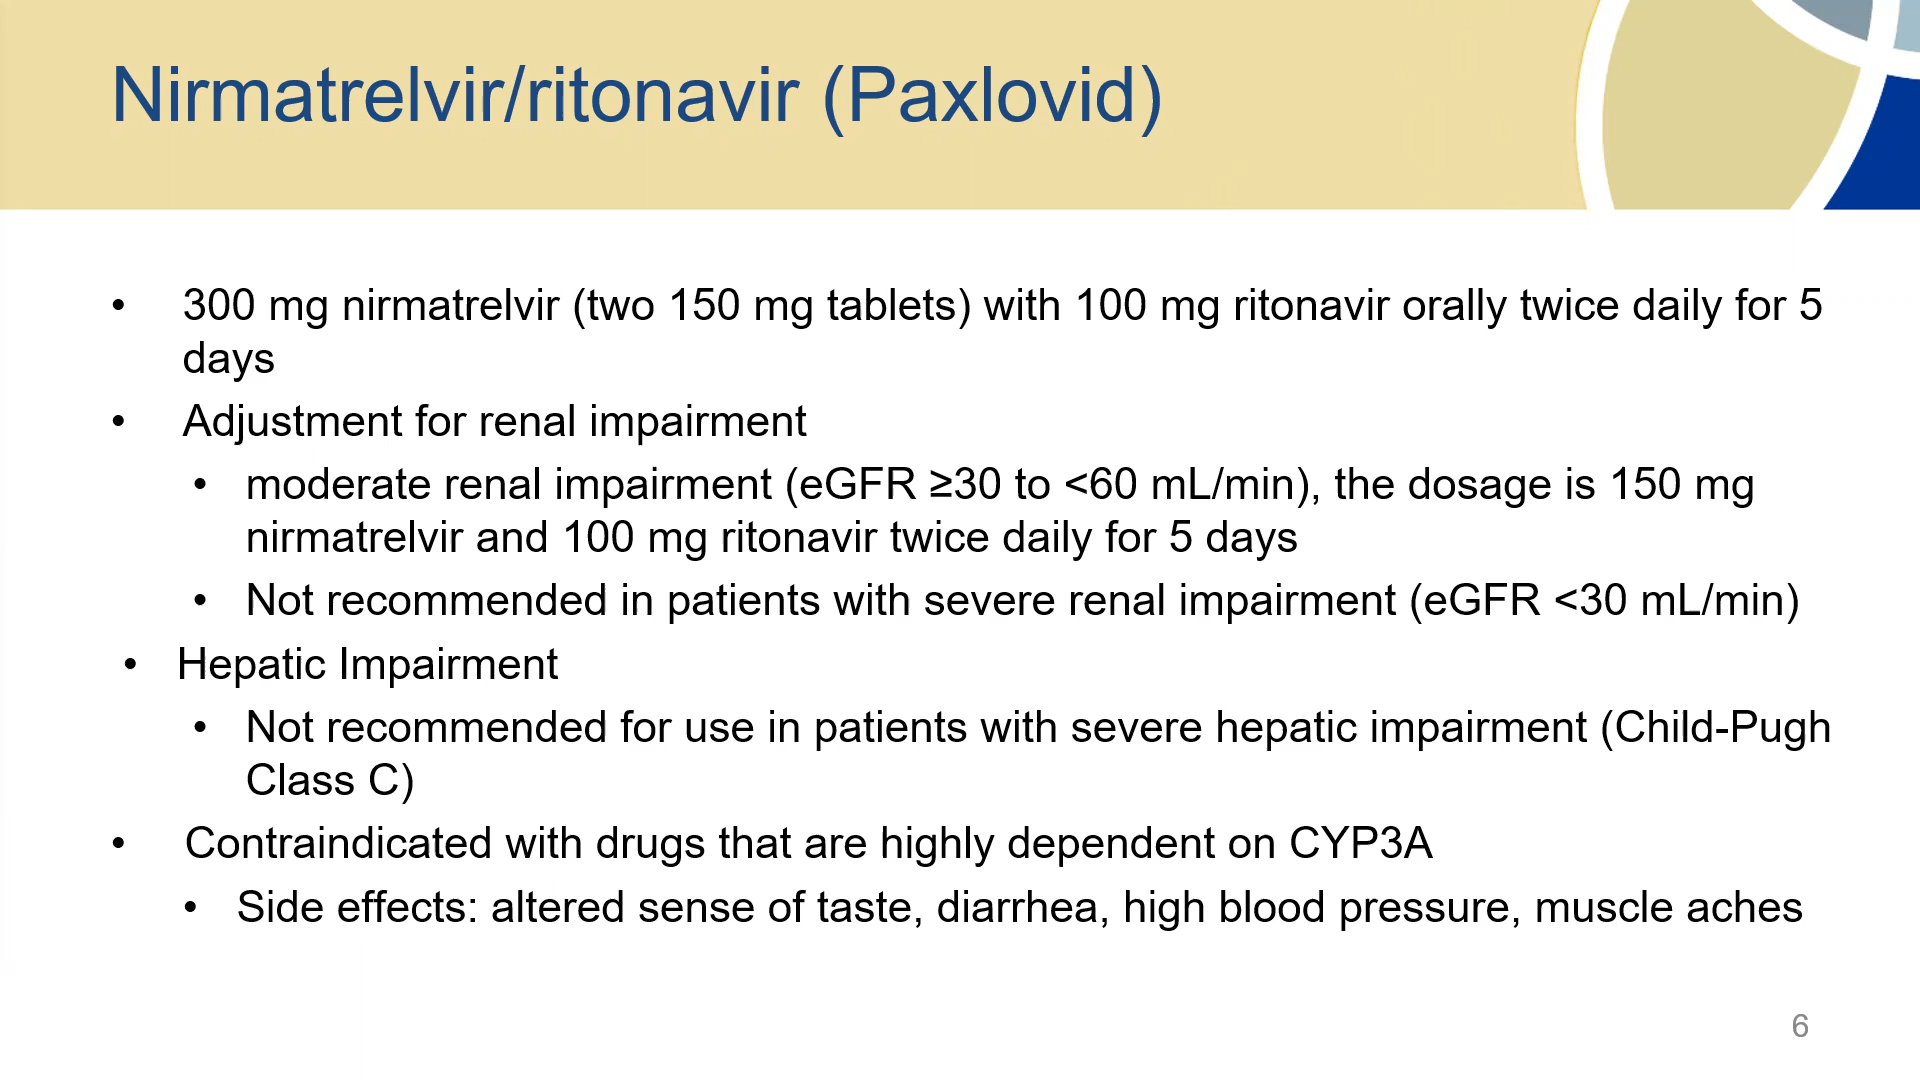 Nirmatrelvir/ritonavir (Paxlovid)
• 300 mg nirmatrelvir (two 150 mg tablets) with 100 mg ritonavir orally twice daily for 5
days
• Adjustment for renal impairment
• moderate renal impairment (eGFR ≥30 to <60 mL/min), the dosage is 150 mg
nirmatrelvir and 100 mg ritonavir twice daily for 5 days
• Not recommended in patients with severe renal impairment (eGFR <30 mL/min)
• Hepatic Impairment
• Not recommended for use in patients with severe hepatic impairment (Child-Pugh
Class C)
• Contraindicated with drugs that are highly dependent on CYP3A
• Side effects: altered sense of taste, diarrhea, high blood pressure, muscle aches
6